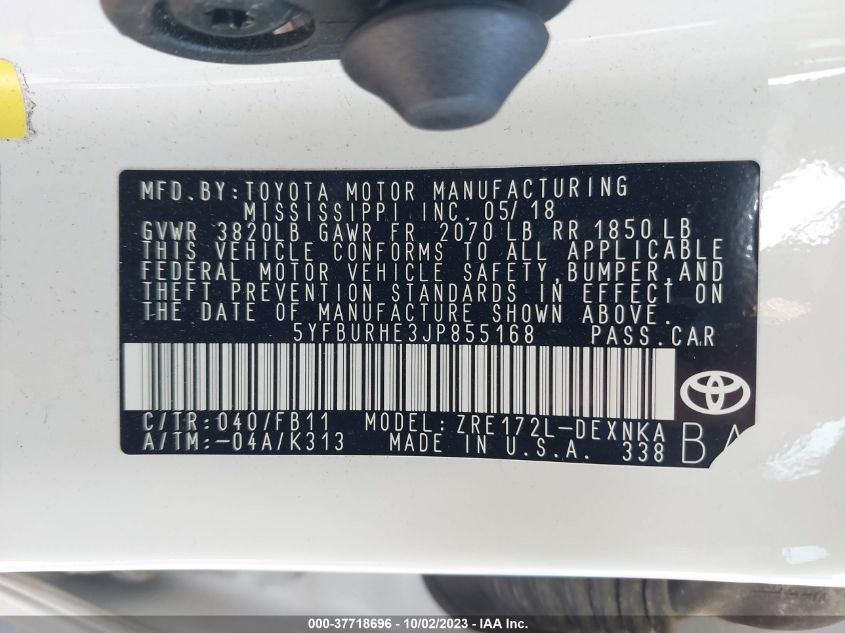 MFD.BY:TOYOTA MOTOR MANUFACTURING
MISSISSIPPI INC. 05/18
GVWR 3820LB GAWR FR 2070 LB RR 1850 LB
THIS VEHICLE CONFORMS TO ALL APPLICABLE
FEDERAL MOTOR VEHICLE SAFETY,BUMPER,AND
THEFT PREVENTION STANDARDS IN EFFECT ON
THE DATE OF MANUFACTURE SHOWN ABOVE.
5YFBURHE3JP855168 PASS.CAR
C/TR:040/FB11 MODEL:ZRE172L-DEXNKA
A/TM:-04A/K313 MADE IN U.S.A. 338
BA
000-37718696 - 10/02/2023 - IAA Inc.